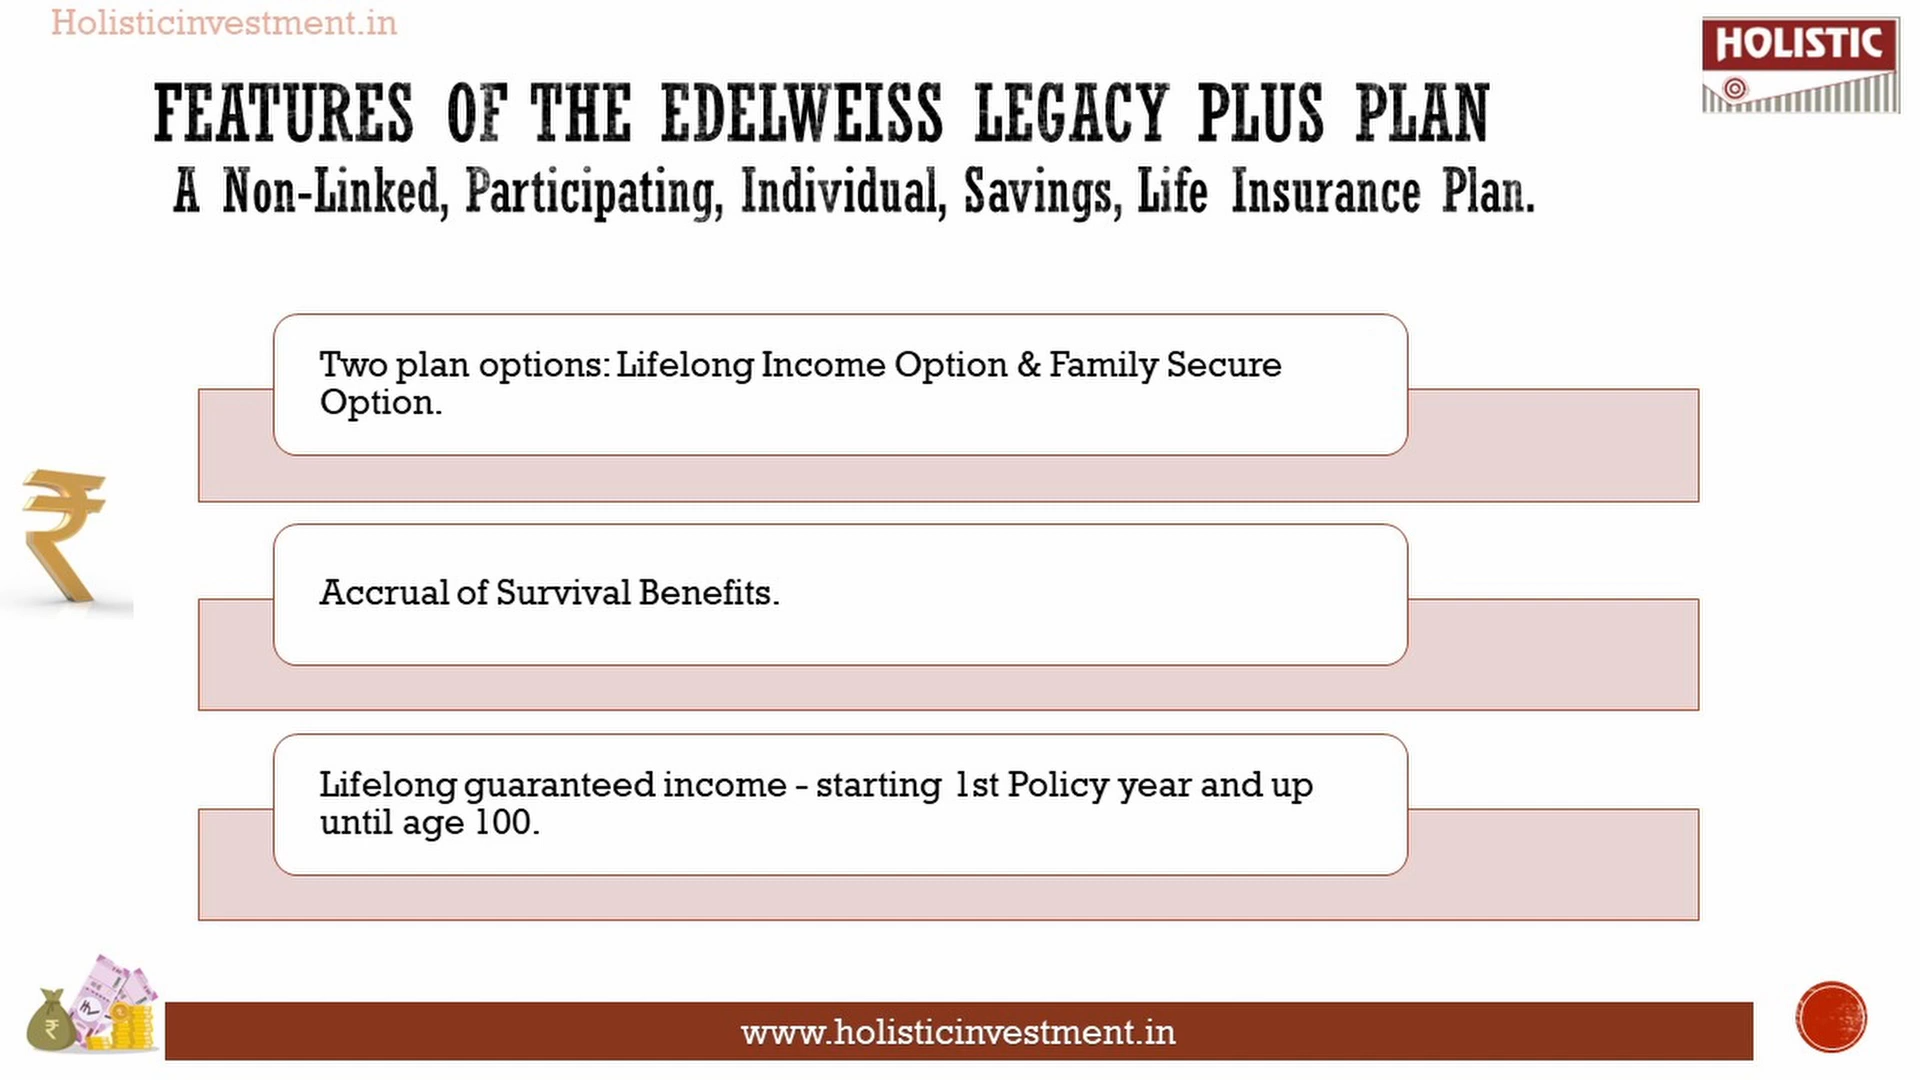 Holisticinvestment.in
HOLISTIC
FEATURES OF THE EDELWEISS LEGACY PLUS PLAN
A Non-Linked, Participating, Individual, Savings, Life Insurance Plan.
Two plan options: Lifelong Income Option & Family Secure
Option.
Accrual of Survival Benefits.
Lifelong guaranteed income - starting 1st Policy year and up
until age 100.
www.holisticinvestment.in